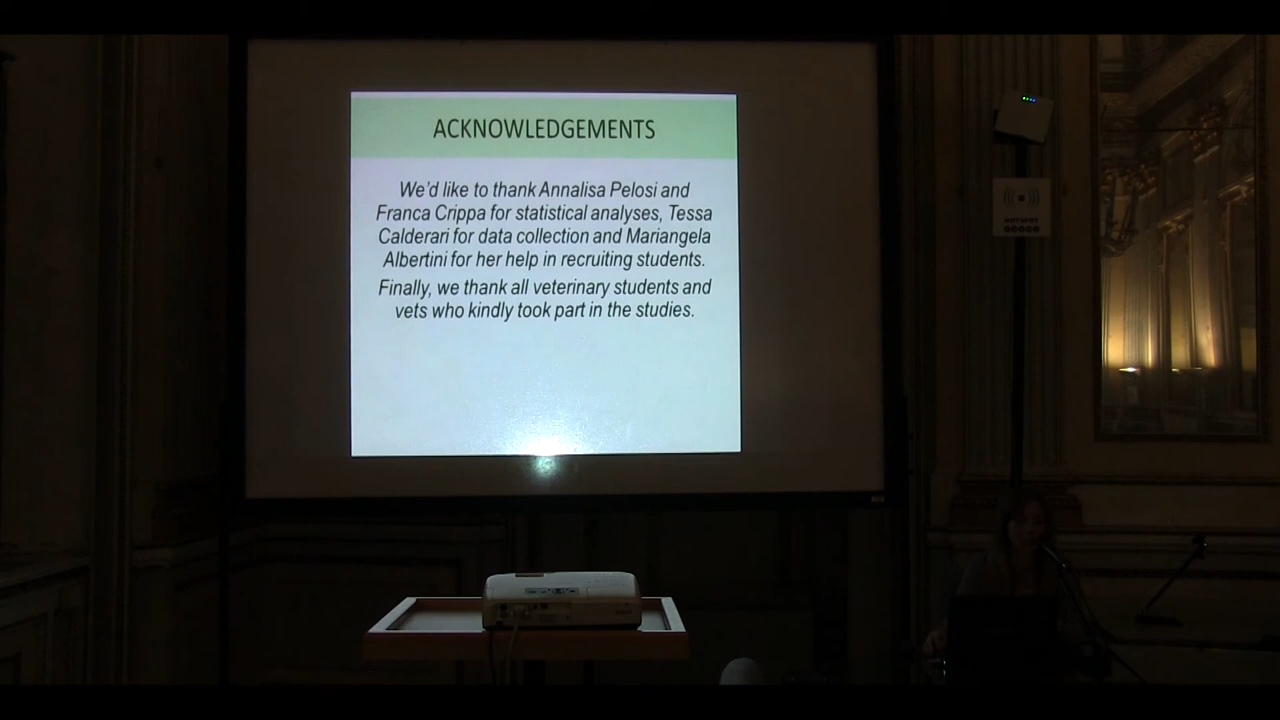 ACKNOWLEDGEMENTS
We'd like to thank Annalisa Pelosi and
Franca Crippa for statistical analyses, Tessa
Calderari for data collection and Mariangela
Albertini for her help in recruiting students.
Finally, we thank all veterinary students and
vets who kindly took part in the studies.
HOTSPOT